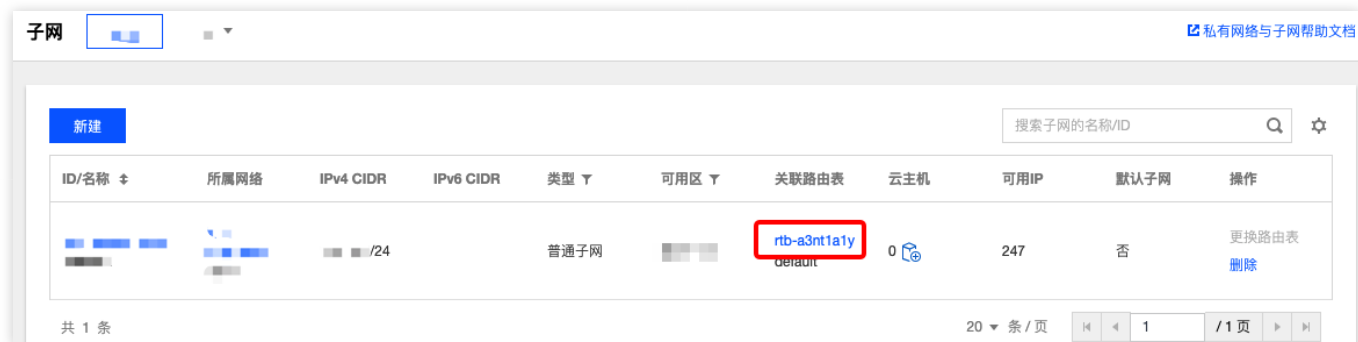 子网
私有网络与子网帮助文档
新建
搜索子网的名称/ID
ID/名称 所属网络 IPv4 CIDR IPv6 CIDR 类型 可用区 关联路由表 云主机 可用IP 默认子网 操作
/24 普通子网 rtb-a3nt1a1y 0 247 否 更换路由表
default 删除
共 1 条 20 条/页 1 /1页